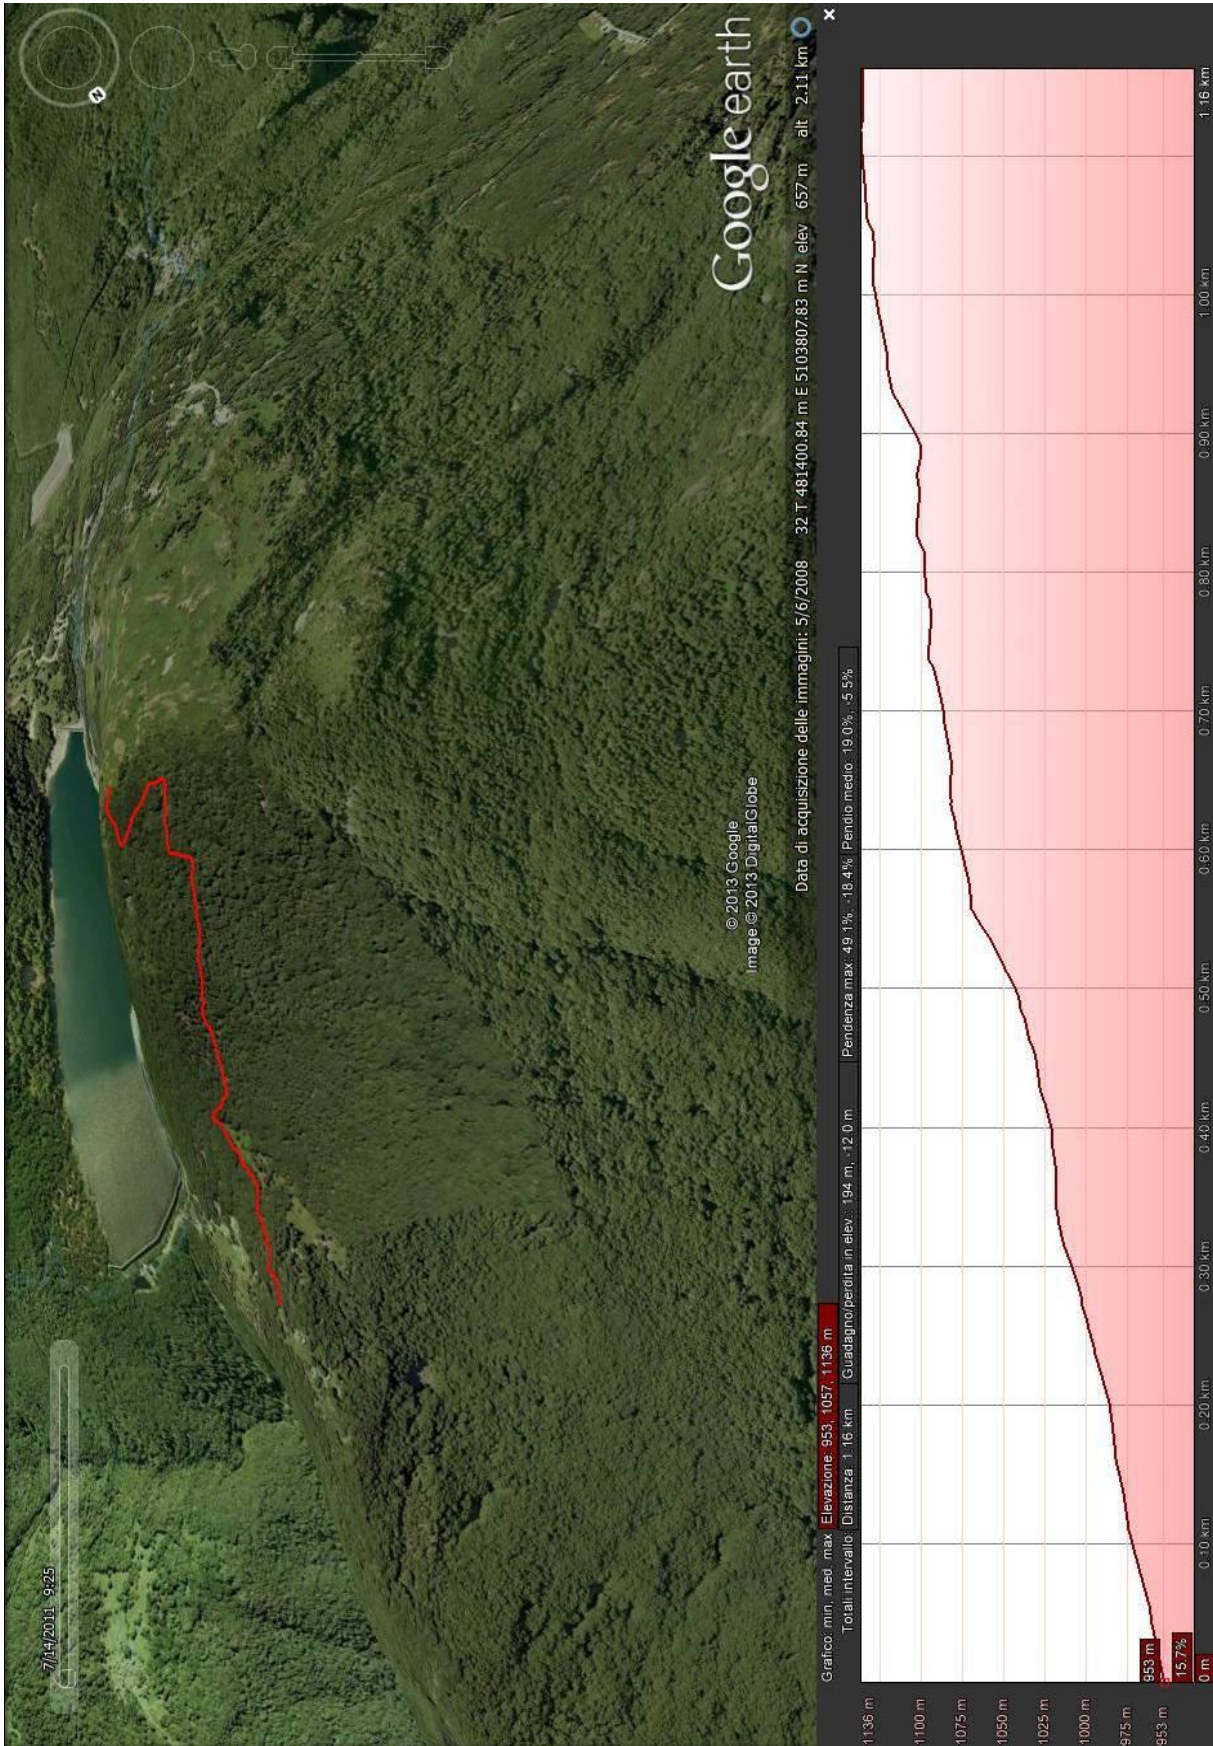 7/14/2011 9:25
N
© 2013 Google
Image © 2013 DigitalGlobe
Google earth
Data di acquisizione delle immagini: 5/6/2008 32 T 481400.84 m E 5103807.83 m N elev 657 m alt 2.11 km
Grafico: min, med. max Elevazione: 953, 1057, 1136 m
Totali intervallo: Distanza: 1.16 km Guadagno/perdita in elev.: 194 m, -12.0 m Pendenza max: 49.1%, -18.4% Pendio medio: 19.0%, -5.5%
1136 m
1100 m
1075 m
1050 m
1025 m
1000 m
975 m
953 m
953 m
15.7%
0 m 0.10 km 0.20 km 0.30 km 0.40 km 0.50 km 0.60 km 0.70 km 0.80 km 0.90 km 1.00 km 1.16 km